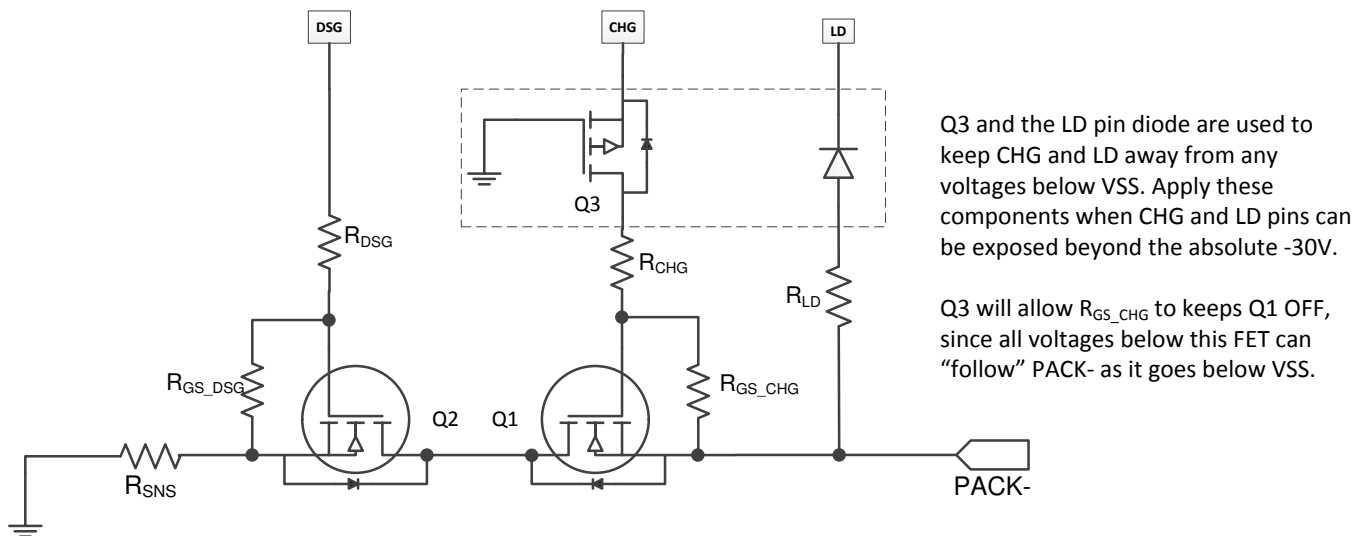 DSG
CHG
LD
Q3 and the LD pin diode are used to
keep CHG and LD away from any
voltages below VSS. Apply these
components when CHG and LD pins can
be exposed beyond the absolute -30V.
Q3 will allow RGS_CHG to keeps Q1 OFF,
since all voltages below this FET can
“follow” PACK- as it goes below VSS.
Q3
RDSG
RCHG
RLD
RGS_DSG
RGS_CHG
Q2
Q1
RSNS
PACK-